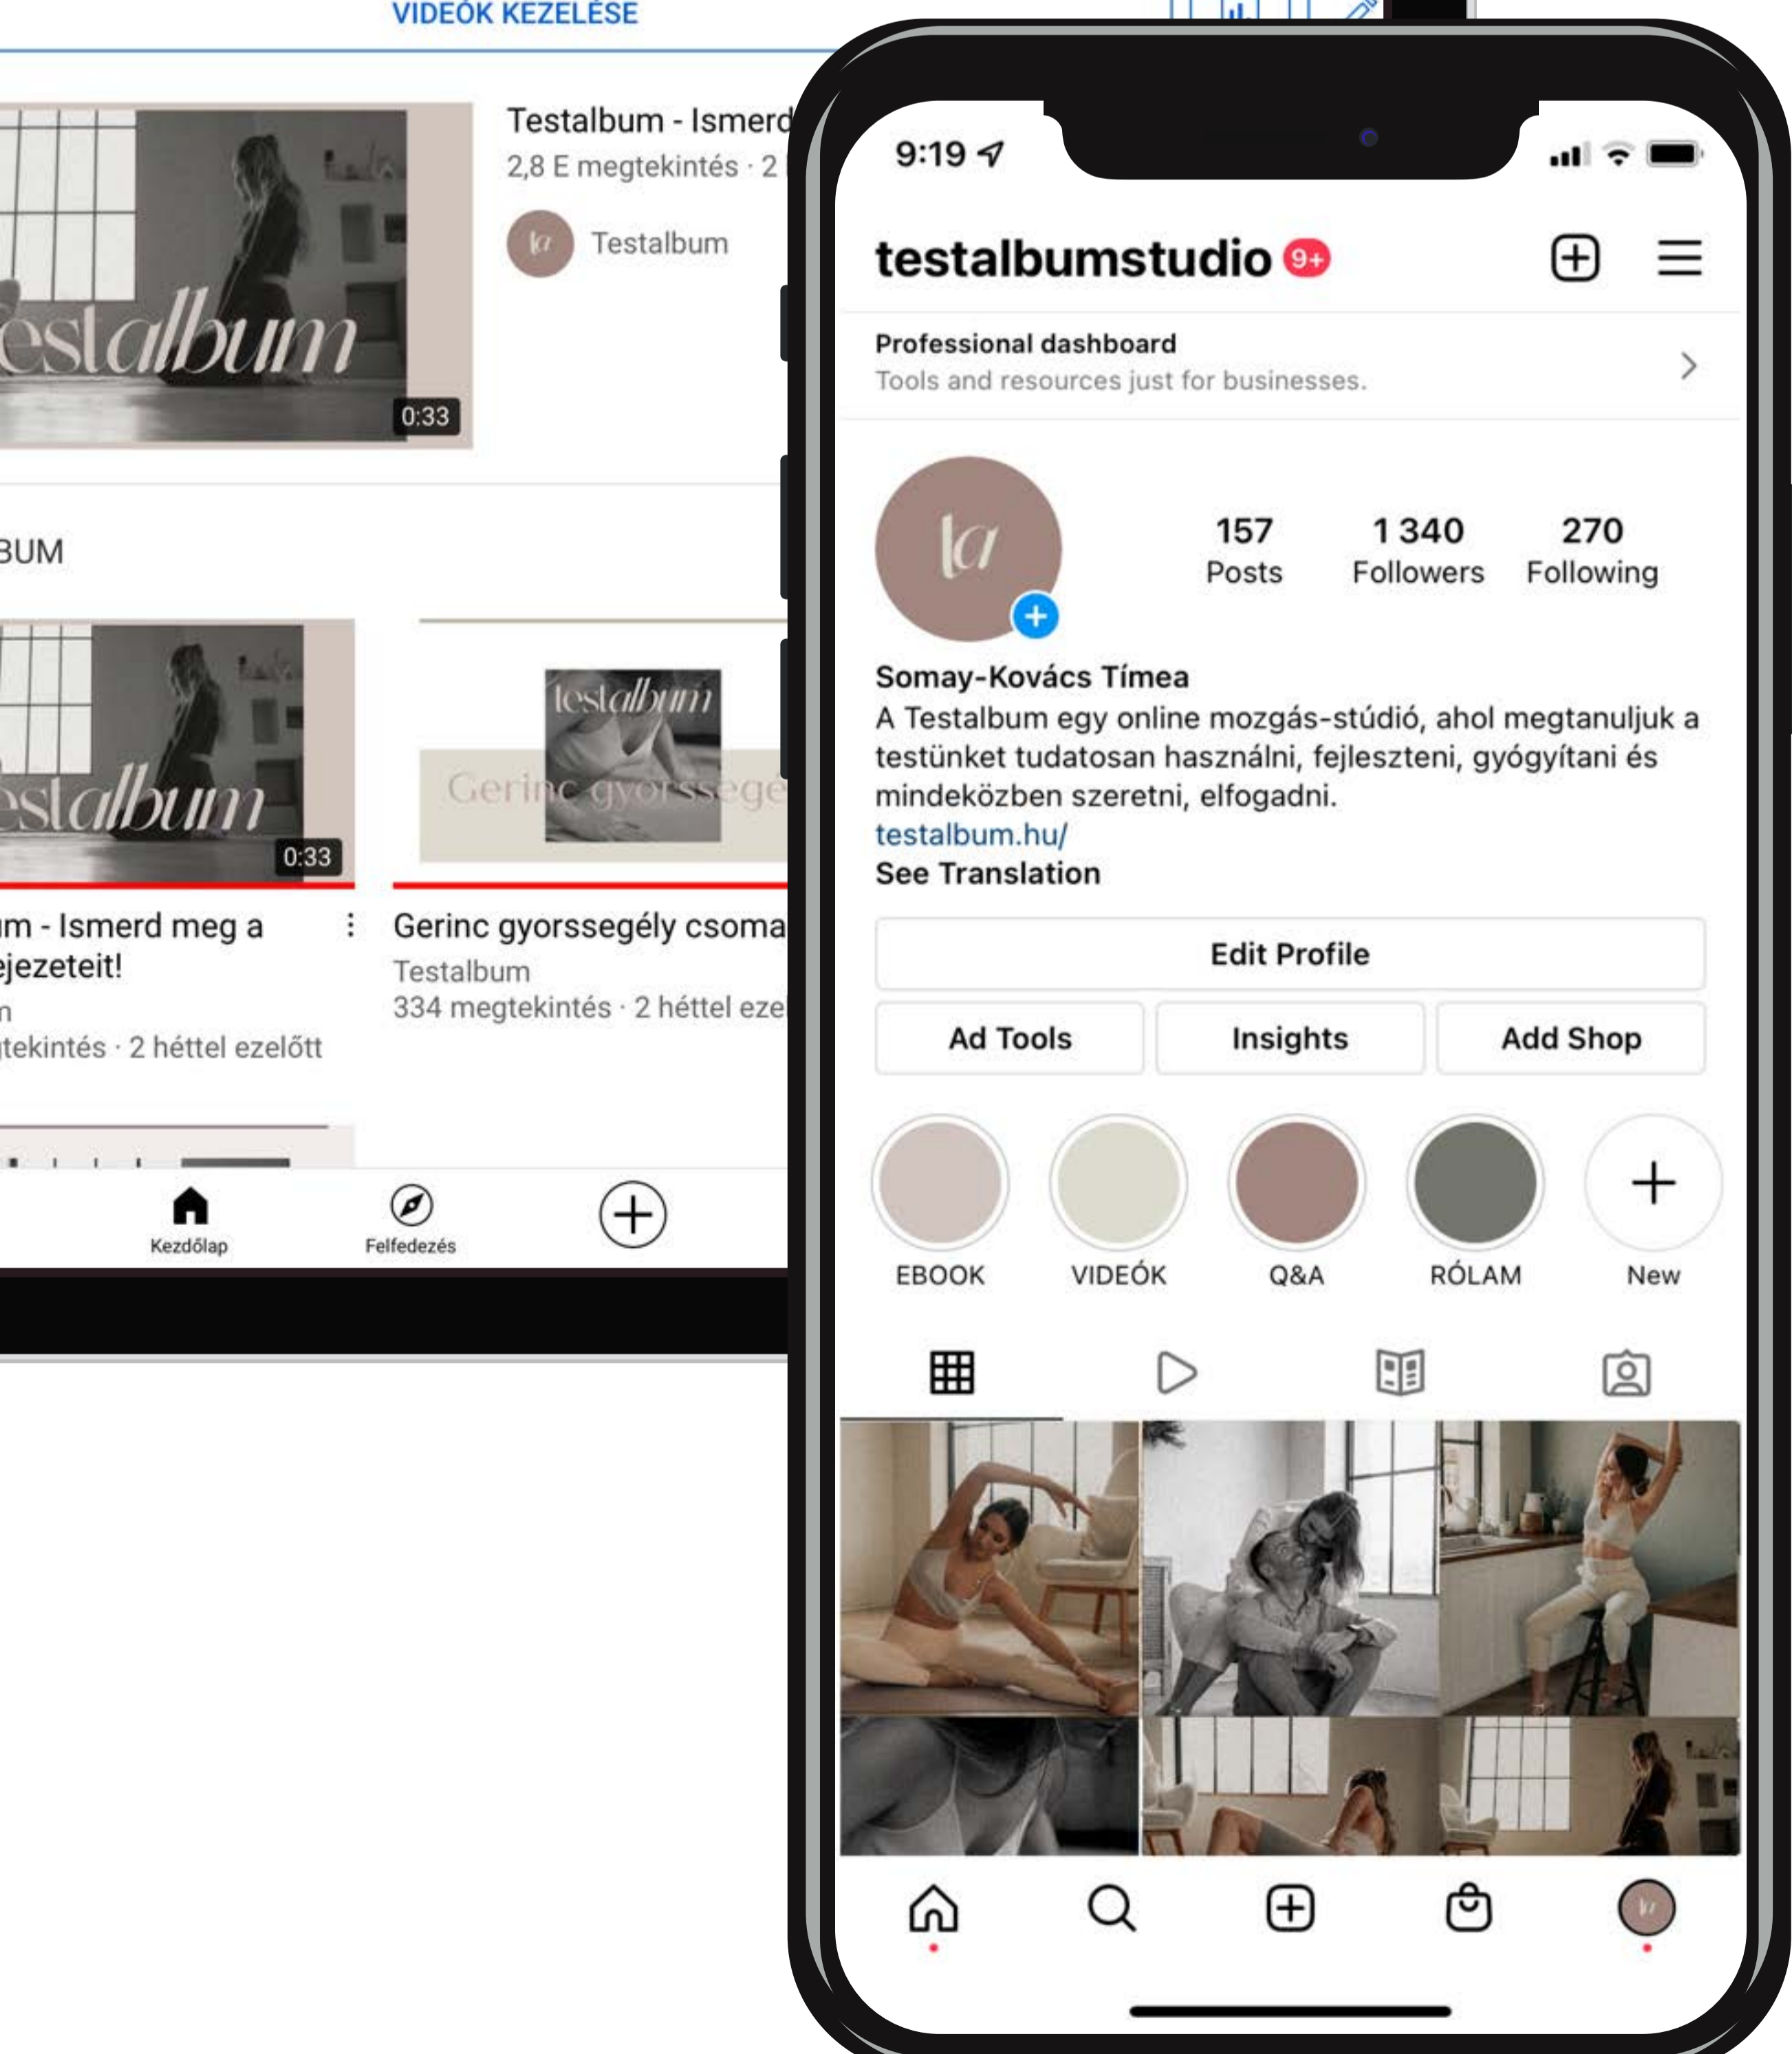 VIDEÓK KEZELÉSE
Testalbum - Ismerd
2,8 E megtekintés · 2
ta
Testalbum
estalbum
0:33
BUM
estalbum
0:33
testalbum
Gerinc gyorssegé
m - Ismerd meg a
ejezeteit!
m
gtekintés · 2 héttel ezelőtt
Gerinc gyorssegély csoma
Testalbum
334 megtekintés · 2 héttel eze
Kezdőlap
Felfedezés
9:19
testalbumstudio 9+
Professional dashboard
Tools and resources just for businesses.
ta
157
Posts
1 340
Followers
270
Following
Somay-Kovács Tímea
A Testalbum egy online mozgás-stúdió, ahol megtanuljuk a
testünket tudatosan használni, fejleszteni, gyógyítani és
mindeközben szeretni, elfogadni.
testalbum.hu/
See Translation
Edit Profile
Ad Tools
Insights
Add Shop
EBOOK
VIDEÓK
Q&A
RÓLAM
New